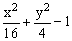 x²/16 + y²/4 − 1